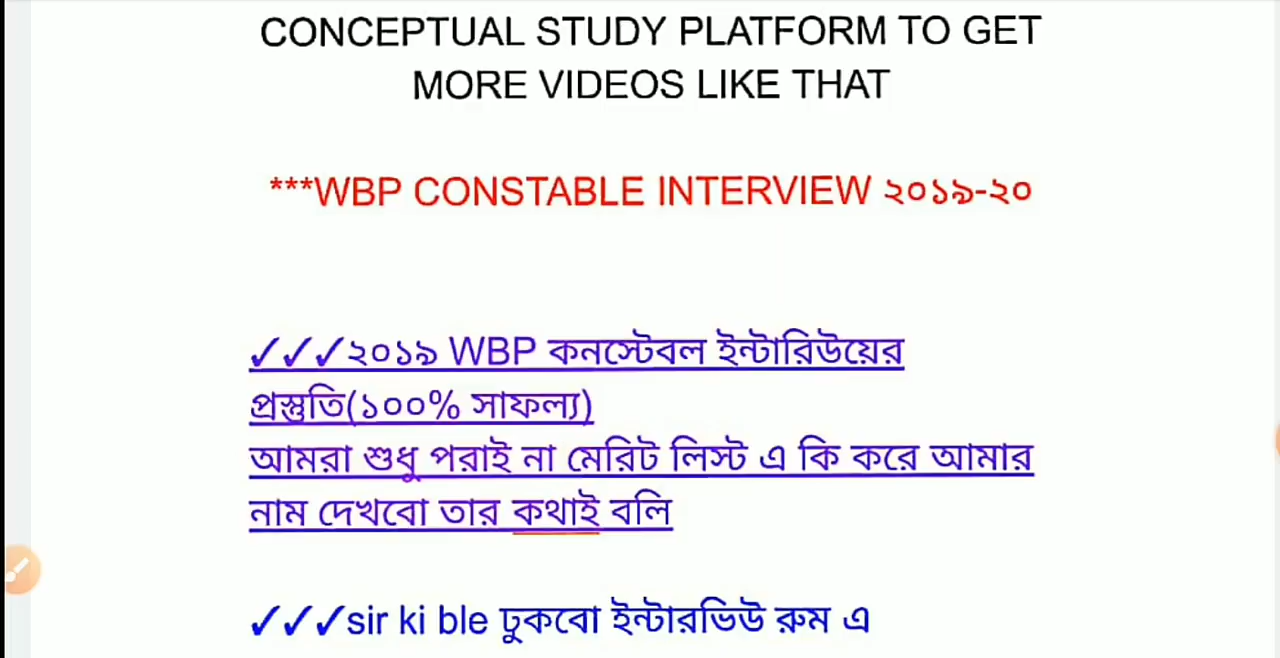 CONCEPTUAL STUDY PLATFORM TO GET
MORE VIDEOS LIKE THAT
***WBP CONSTABLE INTERVIEW ২০১৯-২০
✓✓✓২০১৯ WBP কনস্টেবল ইন্টারিউয়ের
প্রস্তুতি(১০০% সাফল্য)
আমরা শুধু পরাই না মেরিট লিস্ট এ কি করে আমার
নাম দেখবো তার কথাই বলি
✓✓✓sir ki ble ঢুকবো ইন্টারভিউ রুম এ